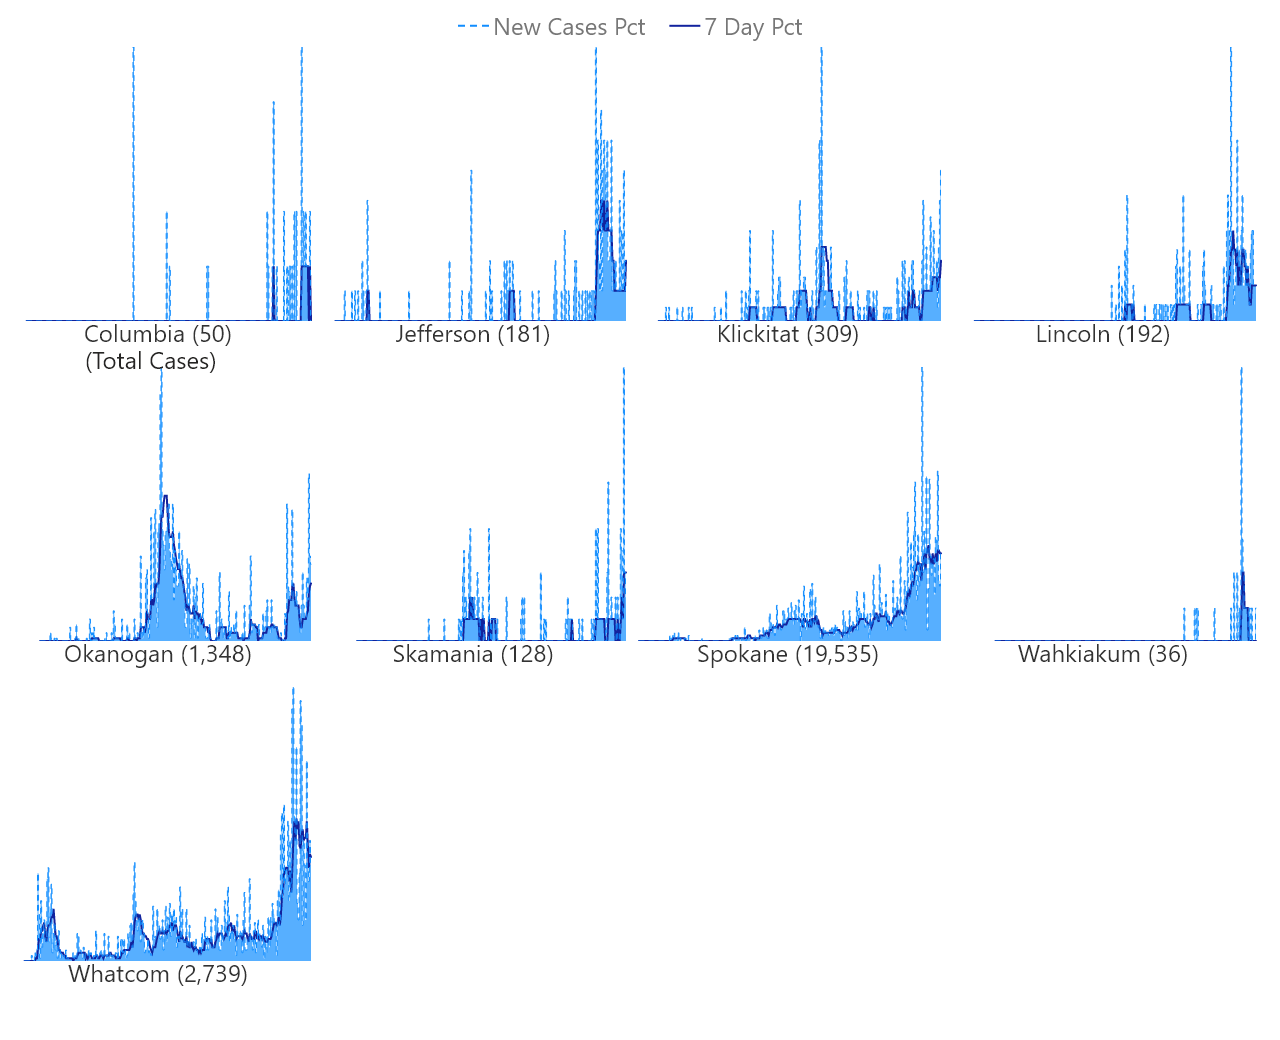 New Cases Pct 7 Day Pct
Columbia (50) Jefferson (181) Klickitat (309) Lincoln (192)
(Total Cases)
Okanogan (1,348) Skamania (128) Spokane (19,535) Wahkiakum (36)
Whatcom (2,739)